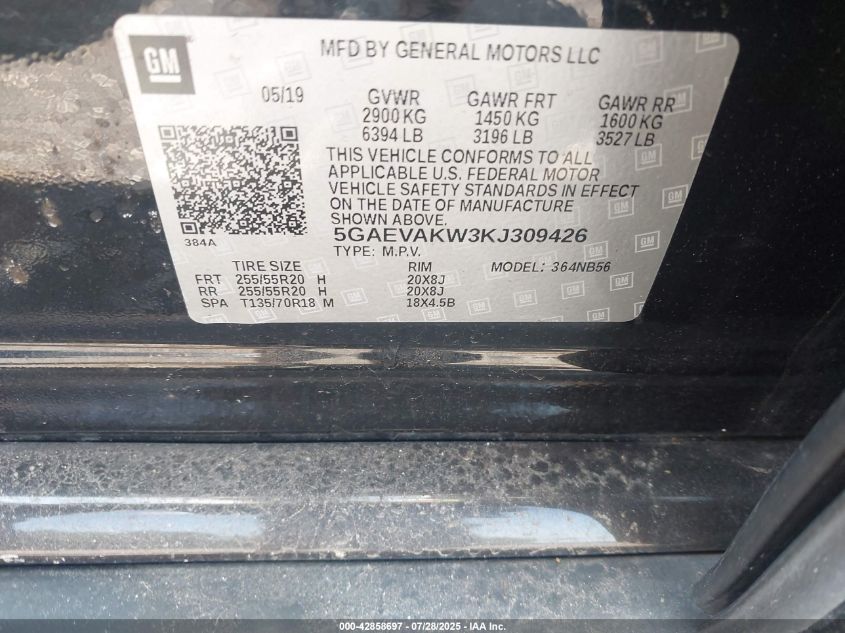 GM
MFD BY GENERAL MOTORS LLC
05/19 GVWR GAWR FRT GAWR RR
2900 KG 1450 KG 1600 KG
6394 LB 3196 LB 3527 LB
THIS VEHICLE CONFORMS TO ALL
APPLICABLE U.S. FEDERAL MOTOR
VEHICLE SAFETY STANDARDS IN EFFECT
ON THE DATE OF MANUFACTURE
SHOWN ABOVE.
384A
5GAEVAKW3KJ309426
TYPE: M.P.V.
TIRE SIZE RIM MODEL: 364NB56
FRT 255/55R20 H 20X8J
RR 255/55R20 H 20X8J
SPA T135/70R18 M 18X4.5B
000-42858697 / 07/28/2025 - IAA Inc.